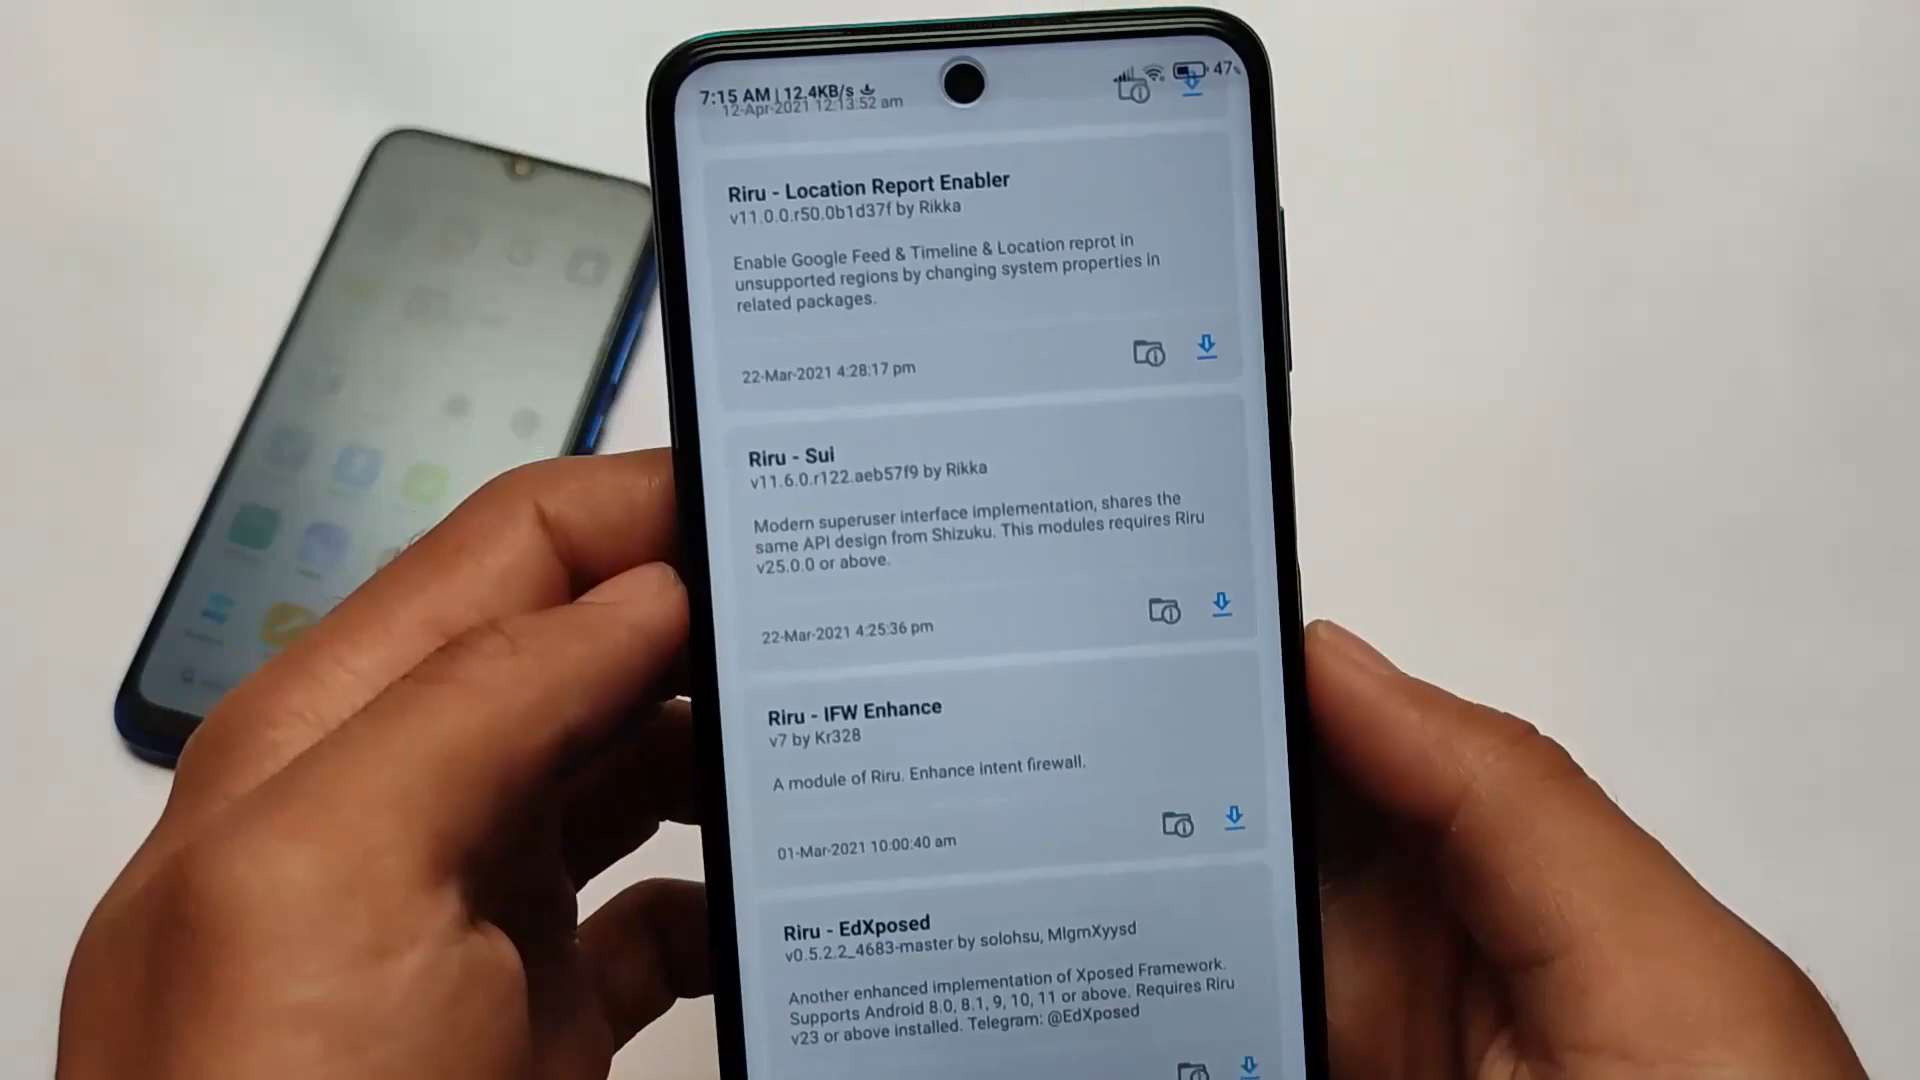 7:15 AM | 12.4KB/s
47%
12-Apr-2021 12:13:52 am
Riru - Location Report Enabler
v11.0.0.r50.0b1d37f by Rikka
Enable Google Feed & Timeline & Location reprot in
unsupported regions by changing system properties in
related packages.
22-Mar-2021 4:28:17 pm
Riru - Sui
v11.6.0.r122.aeb57f9 by Rikka
Modern superuser interface implementation, shares the
same API design from Shizuku. This modules requires Riru
v25.0.0 or above.
22-Mar-2021 4:25:36 pm
Riru - IFW Enhance
v7 by Kr328
A module of Riru. Enhance intent firewall.
01-Mar-2021 10:00:40 am
Riru - EdXposed
v0.5.2.2_4683-master by solohsu, MlgmXyysd
Another enhanced implementation of Xposed Framework.
Supports Android 8.0, 8.1, 9, 10, 11 or above. Requires Riru
v23 or above installed. Telegram: @EdXposed